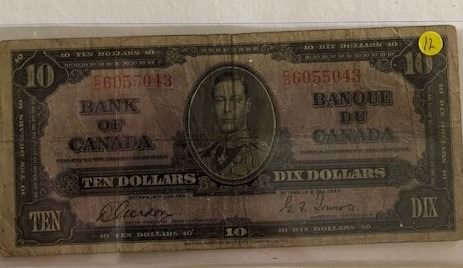 10 TEN DOLLARS 10 10 DIX DOLLARS 10
12
10 10
6055043 6055043
BANK OF CANADA
BANQUE DU CANADA
TEN DOLLARS DIX DOLLARS
TEN DIX
10 TEN DOLLARS 10 10 10 DIX DOLLARS 10